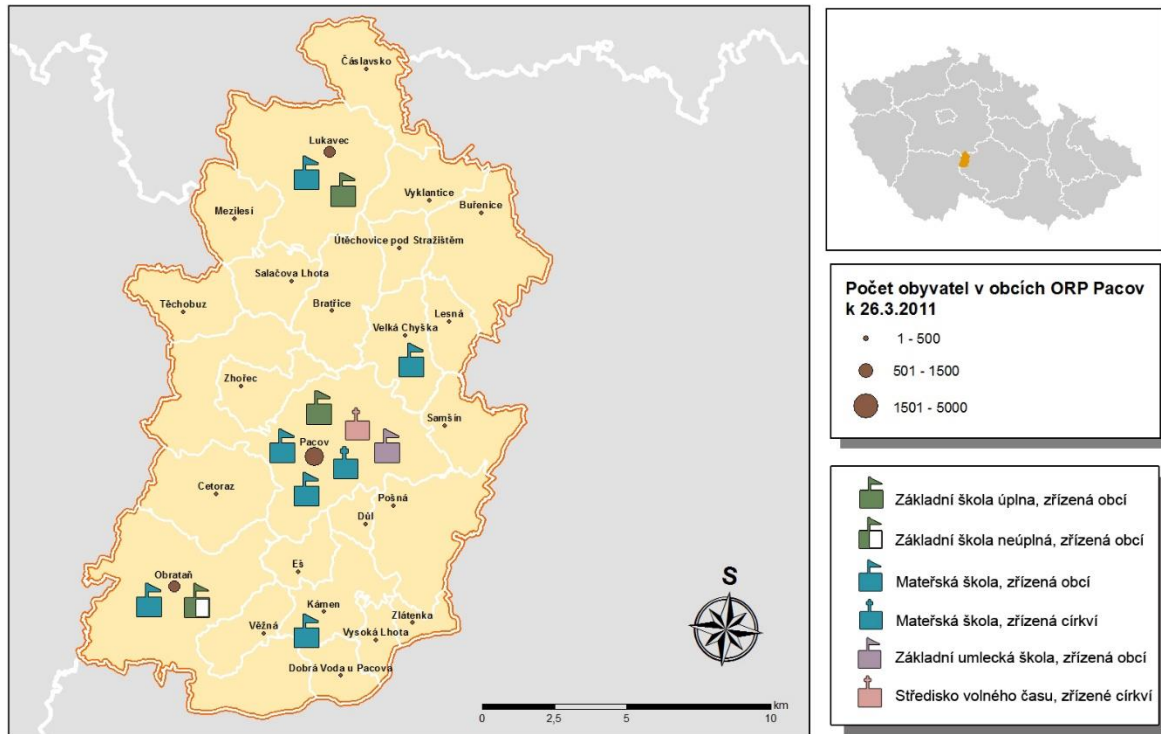 Čáslavsko
Lukavec
Vyklantice
Buřenice
Mezilesí
Útěchovice pod Stražištěm
Salačova Lhota
Těchobuz
Bratřice
Lesná
Velká Chyška
Zhořec
Samšín
Pacov
Cetoraz
Pošná
Důl
Eš
Obrataň
Kámen
Zlátenka
Věžná
Vysoká Lhota
Dobrá Voda u Pacova
S
km
0 2,5 5 10
Počet obyvatel v obcích ORP Pacov
k 26.3.2011
1 - 500
501 - 1500
1501 - 5000
Základní škola úplna, zřízená obcí
Základní škola neúplná, zřízená obcí
Mateřská škola, zřízená obcí
Mateřská škola, zřízená církví
Základní umlecká škola, zřízená obcí
Středisko volného času, zřízené církví